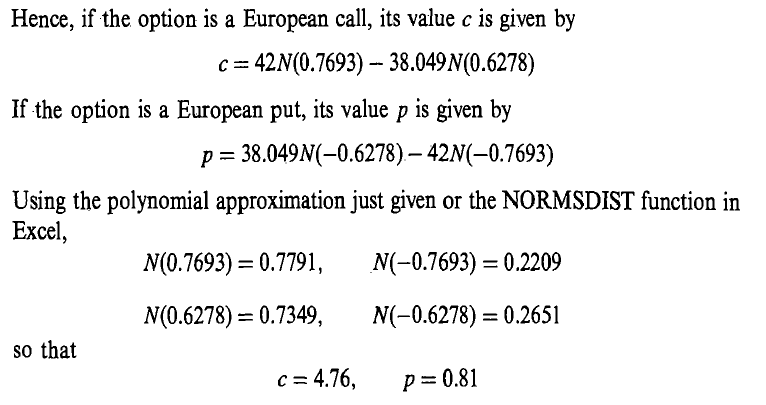 Hence, if the option is a European call, its value c is given by
c = 42N(0.7693) – 38.049N(0.6278)
If the option is a European put, its value p is given by
p = 38.049N(−0.6278) – 42N(−0.7693)
Using the polynomial approximation just given or the NORMSDIST function in
Excel,
N(0.7693) = 0.7791, N(−0.7693) = 0.2209
N(0.6278) = 0.7349, N(−0.6278) = 0.2651
so that
c = 4.76, p = 0.81